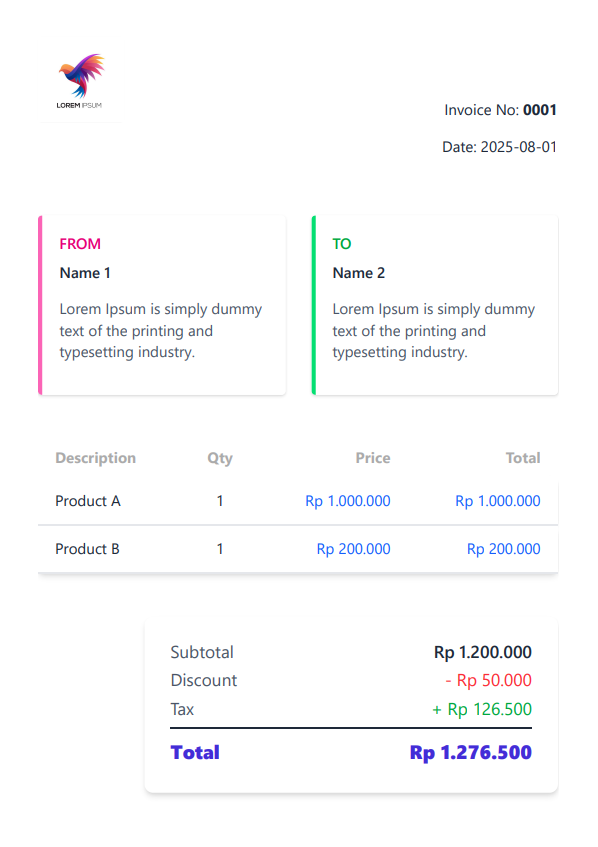 LOREM IPSUM
Invoice No: 0001
Date: 2025-08-01
FROM
Name 1
Lorem Ipsum is simply dummy
text of the printing and
typesetting industry.
TO
Name 2
Lorem Ipsum is simply dummy
text of the printing and
typesetting industry.
Description Qty Price Total
Product A 1 Rp 1.000.000 Rp 1.000.000
Product B 1 Rp 200.000 Rp 200.000
Subtotal Rp 1.200.000
Discount - Rp 50.000
Tax + Rp 126.500
Total Rp 1.276.500